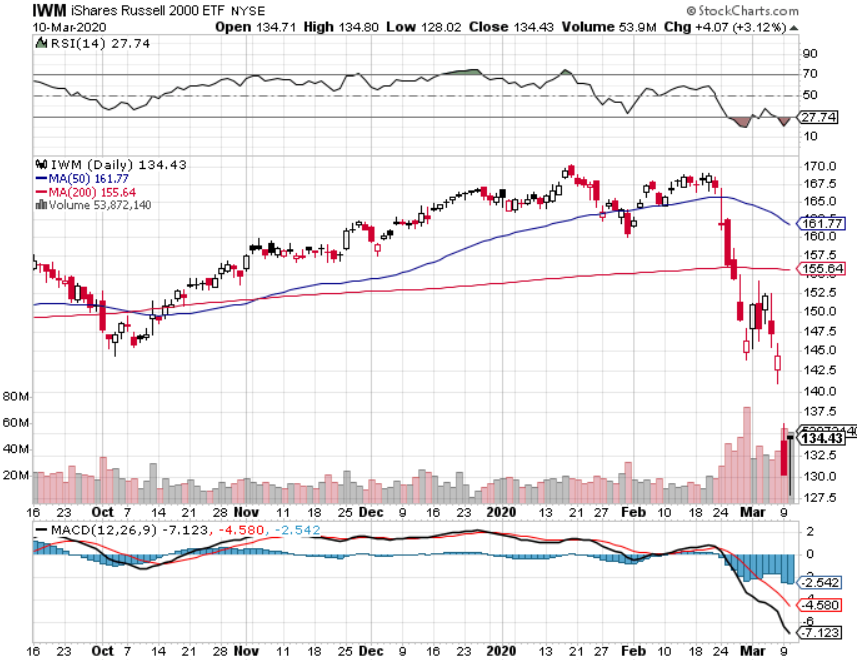 IWM iShares Russell 2000 ETF NYSE
© StockCharts.com
10-Mar-2020 Open 134.71 High 134.80 Low 128.02 Close 134.43 Volume 53.9M Chg +4.07 (+3.12%)
RSI(14) 27.74
90
70
50
27.74
10
IWM (Daily) 134.43
MA(50) 161.77
MA(200) 155.64
Volume 53,872,140
170.0
167.5
165.0
161.77
160.0
157.5
155.64
152.5
150.0
147.5
145.0
142.5
140.0
137.5
134.43
132.5
130.0
127.5
80M
60M
40M
20M
16 23 Oct 7 14 21 28 Nov 11 18 25 Dec 9 16 23 2020 13 21 27 Feb 10 18 24 Mar 9
MACD(12,26,9) -7.123, -4.580, -2.542
2
0
-2.542
-4.580
-6
-7.123
16 23 Oct 7 14 21 28 Nov 11 18 25 Dec 9 16 23 2020 13 21 27 Feb 10 18 24 Mar 9